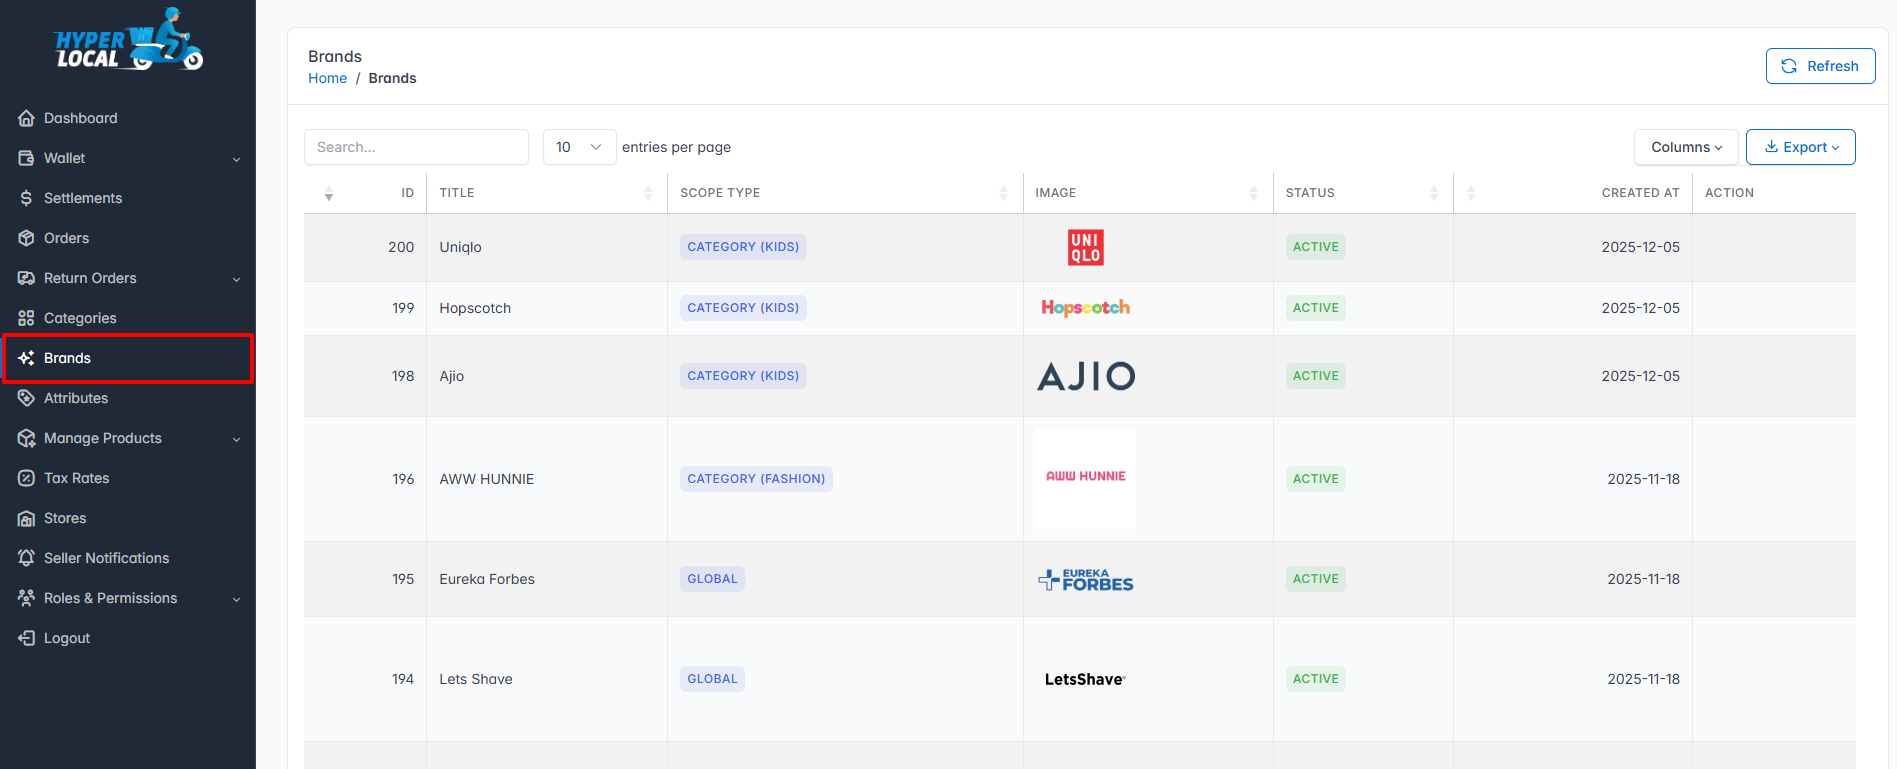 HYPER
LOCAL
Dashboard
Wallet
Settlements
Orders
Return Orders
Categories
Brands
Attributes
Manage Products
Tax Rates
Stores
Seller Notifications
Roles & Permissions
Logout
Brands
Home / Brands
Refresh
Search... 10 entries per page Columns Export
ID TITLE SCOPE TYPE IMAGE STATUS CREATED AT ACTION
200 Uniqlo CATEGORY (KIDS) UNI QLO ACTIVE 2025-12-05
199 Hopscotch CATEGORY (KIDS) Hopscotch ACTIVE 2025-12-05
198 Ajio CATEGORY (KIDS) AJIO ACTIVE 2025-12-05
196 AWW HUNNIE CATEGORY (FASHION) AWW HUNNIE ACTIVE 2025-11-18
195 Eureka Forbes GLOBAL EUREKA FORBES ACTIVE 2025-11-18
194 Lets Shave GLOBAL LetsShave ACTIVE 2025-11-18